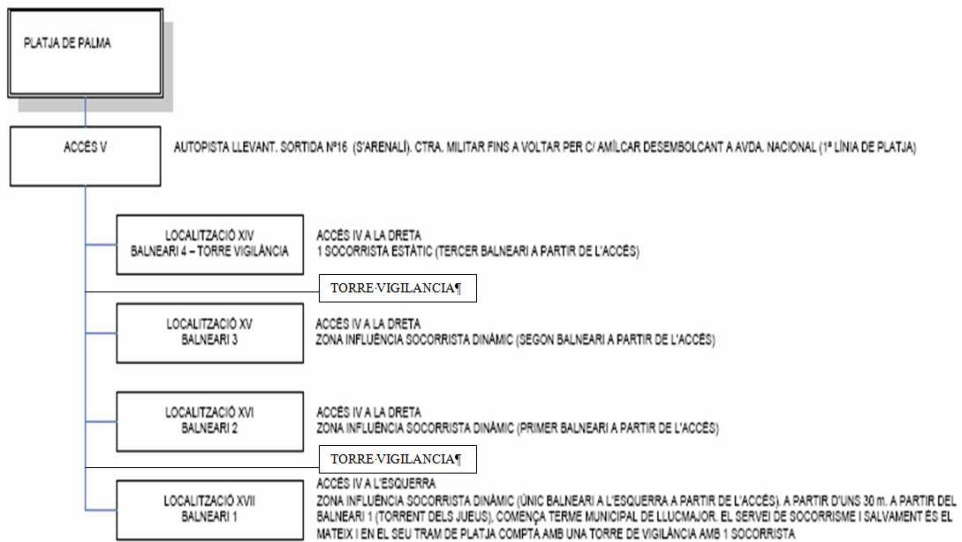 PLATJA DE PALMA
ACCÉS V
AUTOPISTA LLEVANT. SORTIDA Nº16 (S'ARENALÍ). CTRA. MILITAR FINS A VOLTAR PER C/ AMÍLCAR DESEMBOLCANT A AVDA. NACIONAL (1ª LÍNIA DE PLATJA)
LOCALITZACIÓ XIV
BALNEARI 4 – TORRE VIGILÀNCIA
ACCÉS IV A LA DRETA
1 SOCORRISTA ESTÀTIC (TERCER BALNEARI A PARTIR DE L'ACCÉS)
TORRE·VIGILANCIA¶
LOCALITZACIÓ XV
BALNEARI 3
ACCÉS IV A LA DRETA
ZONA INFLUÈNCIA SOCORRISTA DINÀMIC (SEGON BALNEARI A PARTIR DE L'ACCÉS)
LOCALITZACIÓ XVI
BALNEARI 2
ACCÉS IV A LA DRETA
ZONA INFLUÈNCIA SOCORRISTA DINÀMIC (PRIMER BALNEARI A PARTIR DE L'ACCÉS)
TORRE·VIGILANCIA¶
LOCALITZACIÓ XVII
BALNEARI 1
ACCÉS IV A L'ESQUERRA
ZONA INFLUÈNCIA SOCORRISTA DINÀMIC (ÚNIC BALNEARI A L'ESQUERRA A PARTIR DE L'ACCÉS). A PARTIR D'UNS 30 m. A PARTIR DEL
BALNEARI 1 (TORRENT DELS JUEUS), COMENÇA TERME MUNICIPAL DE LLUCMAJOR. EL SERVEI DE SOCORRISME I SALVAMENT ÉS EL
MATEIX I EN EL SEU TRAM DE PLATJA COMPTA AMB UNA TORRE DE VIGILÀNCIA AMB 1 SOCORRISTA